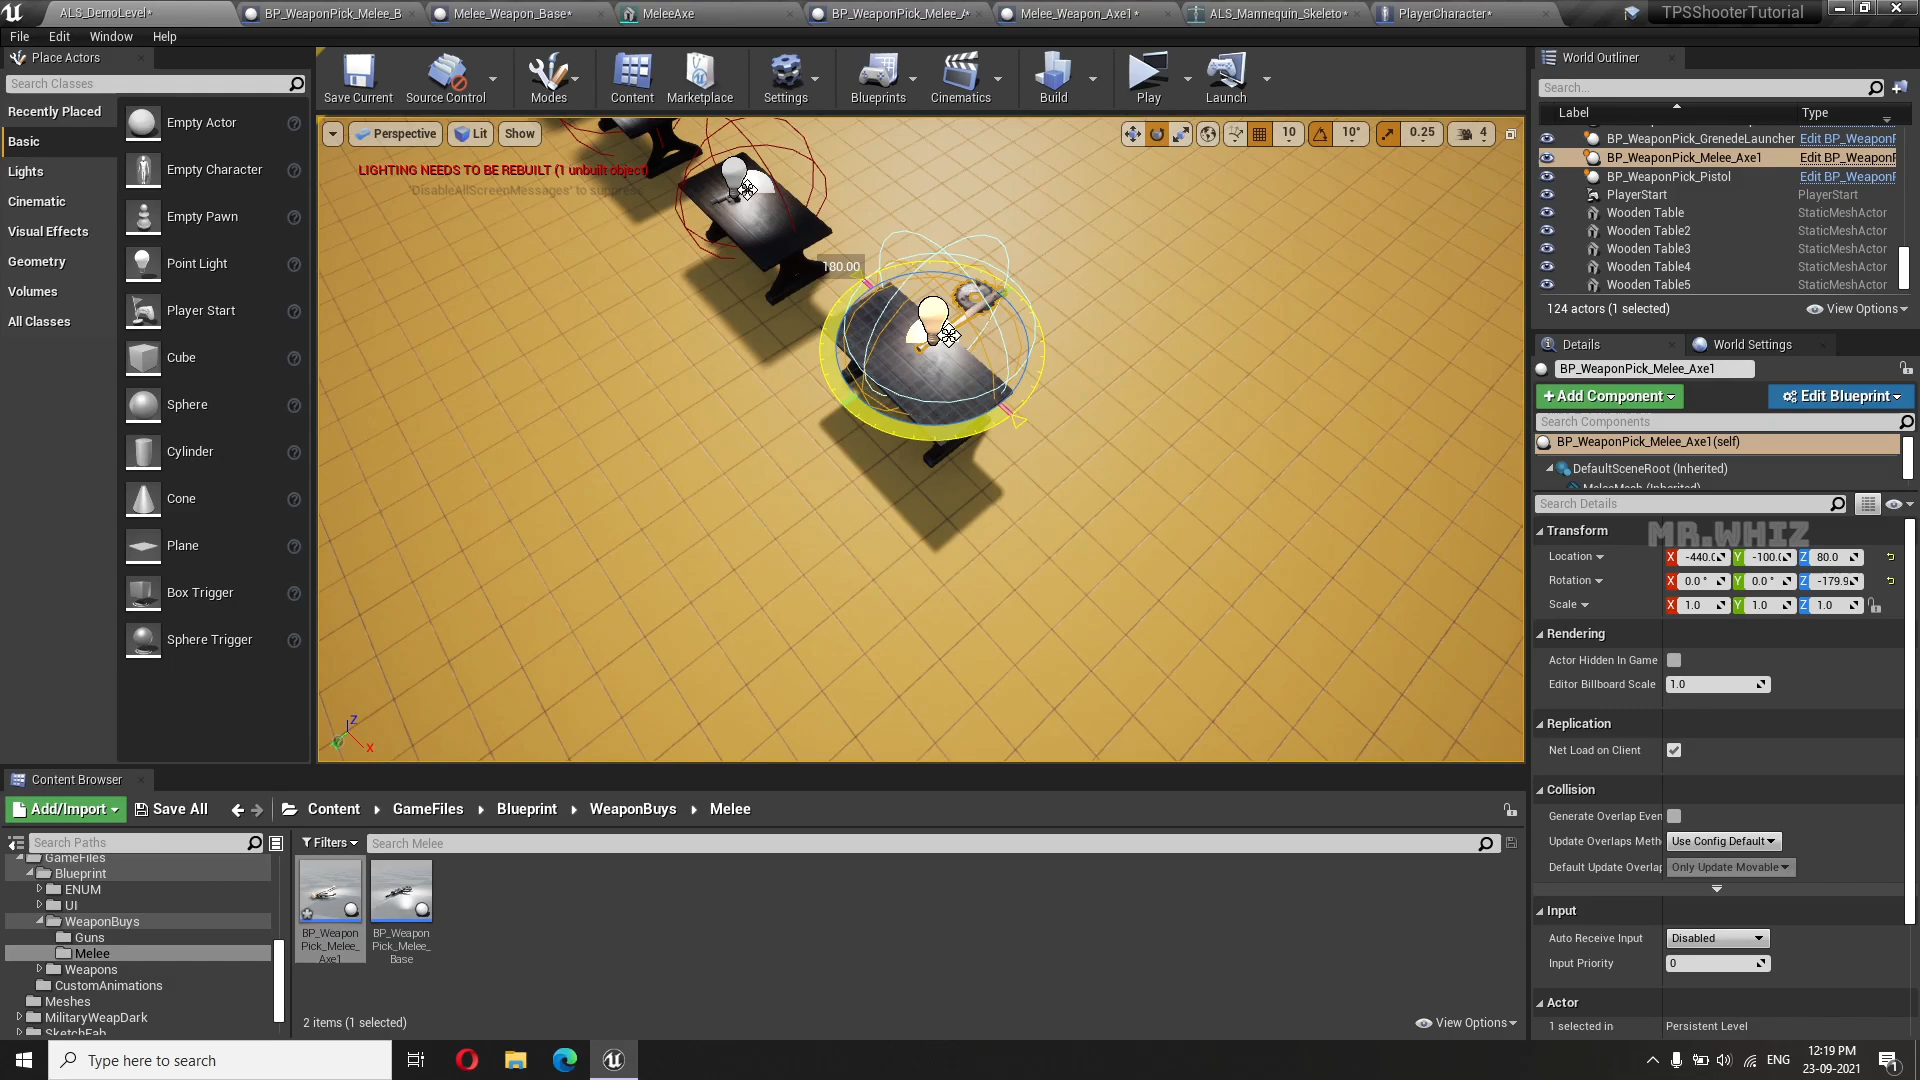 ALS_DemoLevel*
BP_WeaponPick_Melee_B
Melee_Weapon_Base*
MeleeAxe
BP_WeaponPick_Melee_A*
Melee_Weapon_Axe1*
ALS_Mannequin_Skeleto*
PlayerCharacter*
TPSShooterTutorial
File Edit Window Help
Place Actors
Search Classes
Recently Placed
Basic
Lights
Cinematic
Visual Effects
Geometry
Volumes
All Classes
Empty Actor
Empty Character
Empty Pawn
Point Light
Player Start
Cube
Sphere
Cylinder
Cone
Plane
Box Trigger
Sphere Trigger
Save Current
Source Control
Modes
Content
Marketplace
Settings
Blueprints
Cinematics
Build
Play
Launch
Perspective Lit Show
10 10° 0.25 4
LIGHTING NEEDS TO BE REBUILT (1 unbuilt object)
'DisableAllScreenMessages' to suppress
180.00
Z
X
World Outliner
Search...
Label Type
BP_WeaponPick_GrenedeLauncher Edit BP_WeaponP
BP_WeaponPick_Melee_Axe1 Edit BP_WeaponP
BP_WeaponPick_Pistol Edit BP_WeaponP
PlayerStart PlayerStart
Wooden Table StaticMeshActor
Wooden Table2 StaticMeshActor
Wooden Table3 StaticMeshActor
Wooden Table4 StaticMeshActor
Wooden Table5 StaticMeshActor
124 actors (1 selected) View Options
Details World Settings
BP_WeaponPick_Melee_Axe1
+Add Component Edit Blueprint
Search Components
BP_WeaponPick_Melee_Axe1(self)
DefaultSceneRoot (Inherited)
MeleeMesh (Inherited)
Search Details
MR.WHIZ
Transform
Location X -440.0 Y -100.0 Z 80.0
Rotation X 0.0 ° Y 0.0 ° Z -179.9
Scale X 1.0 Y 1.0 Z 1.0
Rendering
Actor Hidden In Game
Editor Billboard Scale 1.0
Replication
Net Load on Client
Collision
Generate Overlap Even
Update Overlaps Meth Use Config Default
Default Update Overlap Only Update Movable
Input
Auto Receive Input Disabled
Input Priority 0
Actor
1 selected in Persistent Level
Content Browser
Add/Import Save All Content GameFiles Blueprint WeaponBuys Melee
Search Paths
Filters Search Melee
GameFiles
Blueprint
ENUM
UI
WeaponBuys
Guns
Melee
Weapons
CustomAnimations
Meshes
MilitaryWeapDark
SketchFab
BP_Weapon
Pick_Melee_
Axe1
BP_Weapon
Pick_Melee_
Base
2 items (1 selected) View Options
Type here to search
ENG
12:19 PM
23-09-2021
1